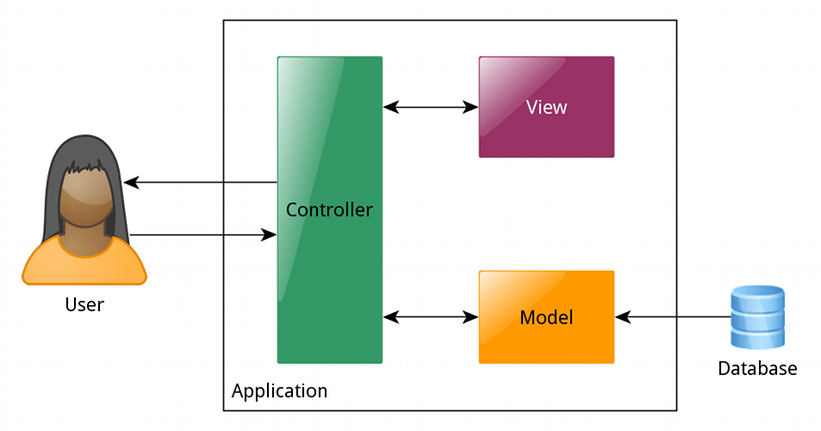 View
Controller
User
Model
Database
Application